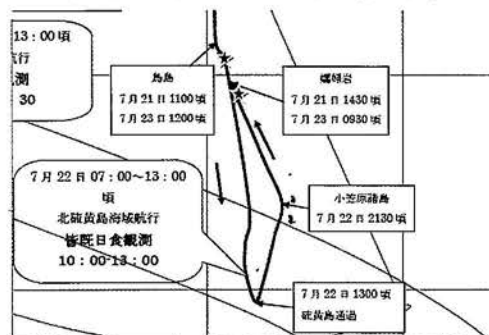 13:00頃
航行
測
30
鳥島
7月21日1100頃
7月23日1200頃
孀婦岩
7月21日1430頃
7月23日0930頃
7月22日07:00~13:00
頃
北硫黄島海域航行
皆既日食観測
10:00-13:00
小笠原諸島
7月22日2130頃
7月22日1300頃
硫黄島通過